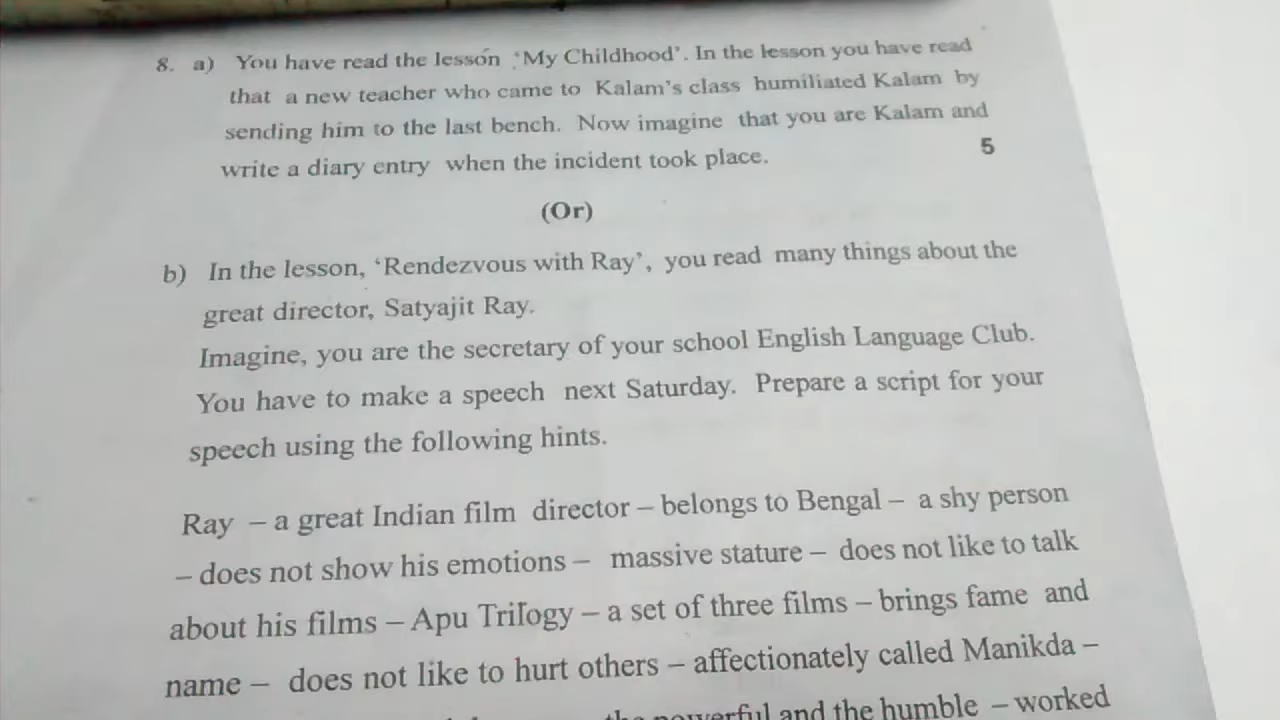 8. a) You have read the lesson 'My Childhood'. In the lesson you have read
that a new teacher who came to Kalam's class humiliated Kalam by
sending him to the last bench. Now imagine that you are Kalam and
write a diary entry when the incident took place. 5
(Or)
b) In the lesson, 'Rendezvous with Ray', you read many things about the
great director, Satyajit Ray.
Imagine, you are the secretary of your school English Language Club.
You have to make a speech next Saturday. Prepare a script for your
speech using the following hints.
Ray – a great Indian film director – belongs to Bengal – a shy person
– does not show his emotions – massive stature – does not like to talk
about his films – Apu Trilogy – a set of three films – brings fame and
name – does not like to hurt others – affectionately called Manikda –
the powerful and the humble – worked